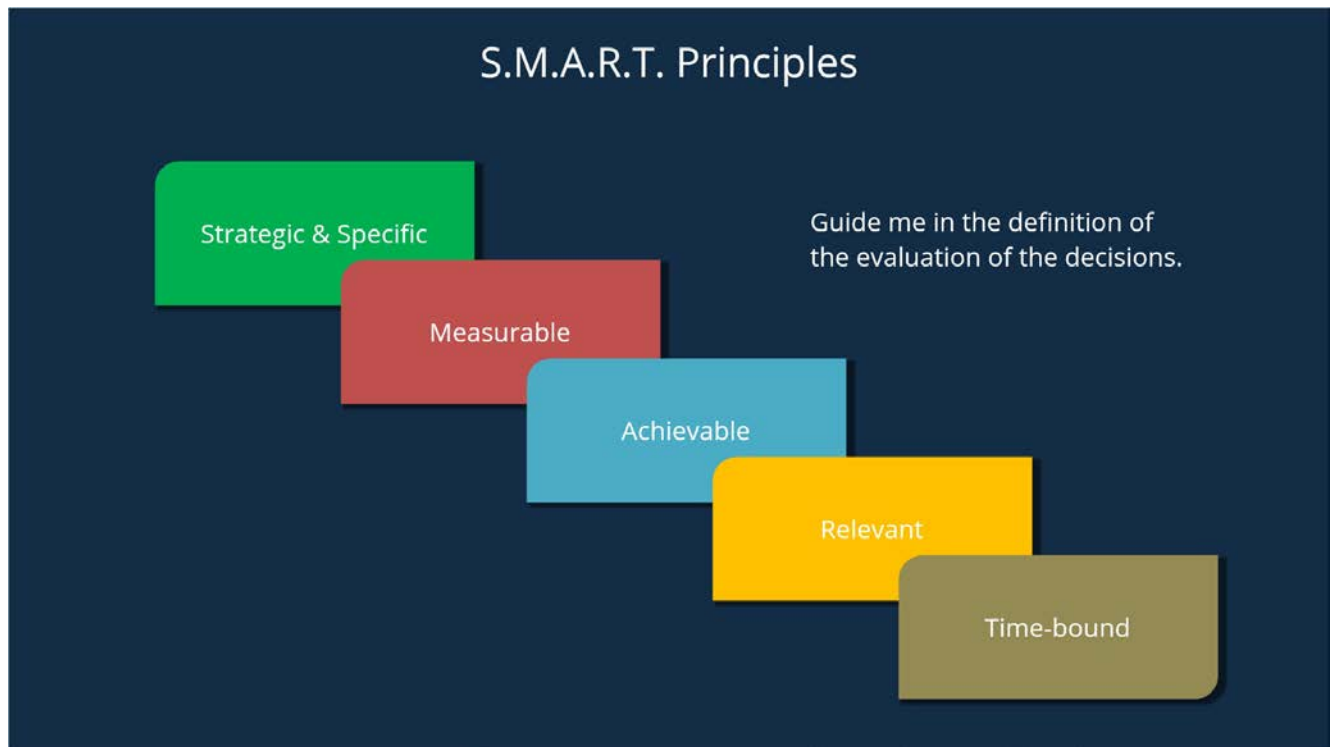 S.M.A.R.T. Principles
Strategic & Specific
Guide me in the definition of
the evaluation of the decisions.
Measurable
Achievable
Relevant
Time-bound